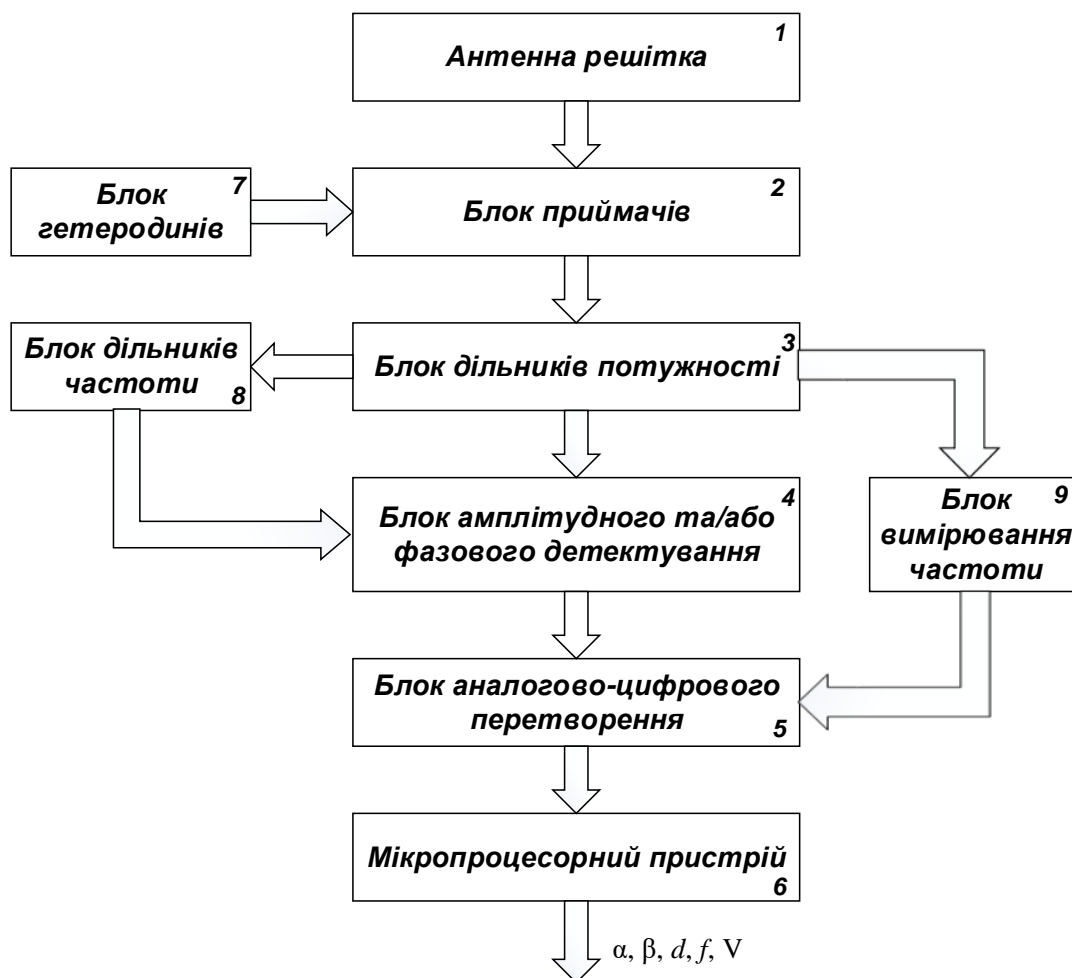 1
Антенна решітка
7
Блок
гетеродинів
2
Блок приймачів
Блок дільників
частоти
8
3
Блок дільників потужності
4
Блок амплітудного та/або
фазового детектування
9
Блок
вимірювання
частоти
Блок аналогово-цифрового
перетворення
5
Мікропроцесорний пристрій
6
α, β, d, f, V